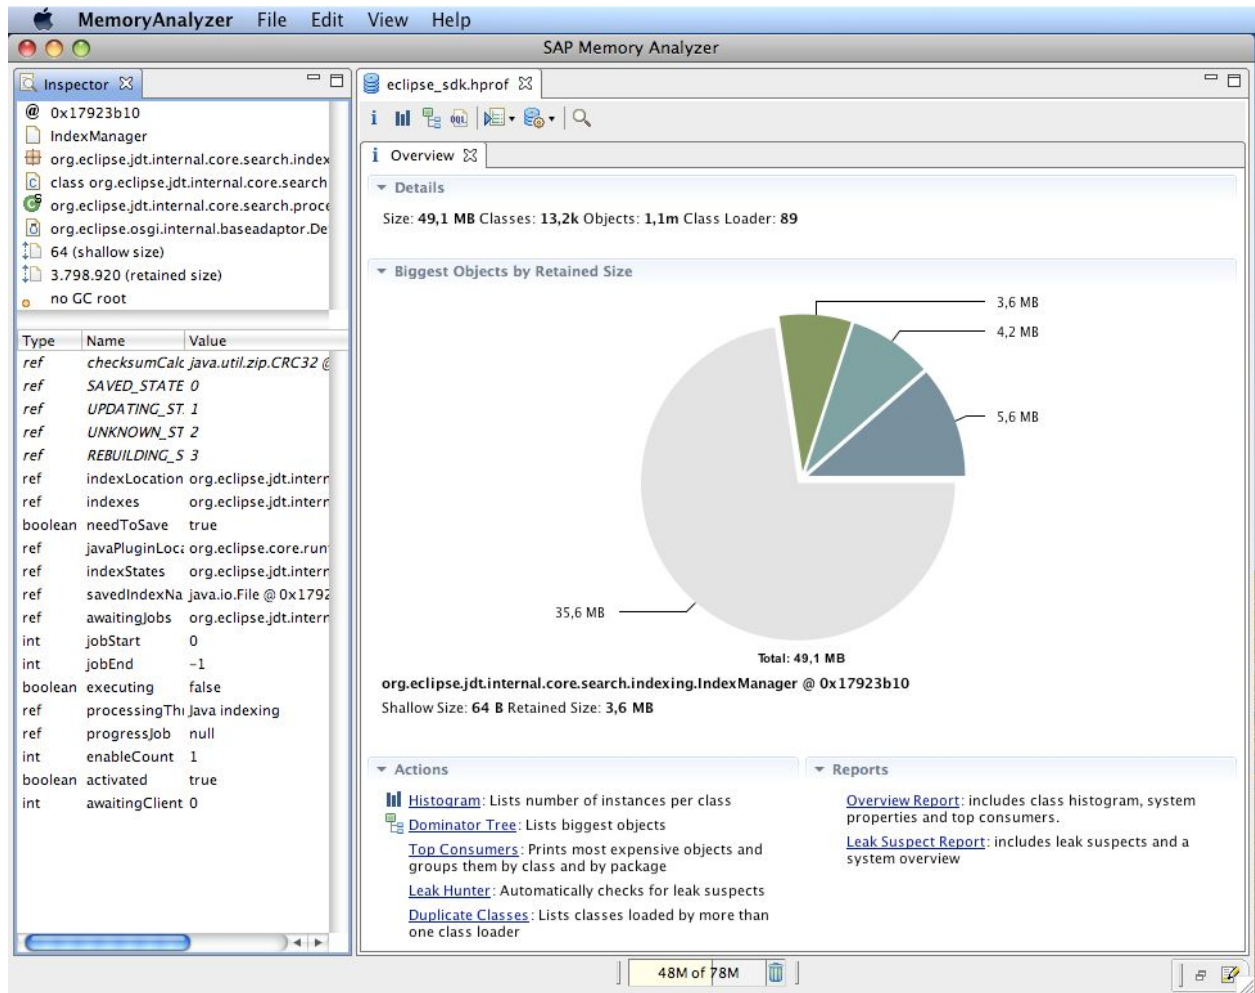 MemoryAnalyzer File Edit View Help
SAP Memory Analyzer
Inspector
@ 0x17923b10
IndexManager
org.eclipse.jdt.internal.core.search.index
class org.eclipse.jdt.internal.core.search
org.eclipse.jdt.internal.core.search.proce
org.eclipse.osgi.internal.baseadaptor.De
64 (shallow size)
3.798.920 (retained size)
no GC root
Type Name Value
ref checksumCalc java.util.zip.CRC32 @
ref SAVED_STATE 0
ref UPDATING_ST. 1
ref UNKNOWN_ST 2
ref REBUILDING_S 3
ref indexLocation org.eclipse.jdt.intern
ref indexes org.eclipse.jdt.intern
boolean needToSave true
ref javaPluginLoca org.eclipse.core.run
ref indexStates org.eclipse.jdt.intern
ref savedIndexNa java.io.File @ 0x1792
ref awaitingJobs org.eclipse.jdt.intern
int jobStart 0
int jobEnd -1
boolean executing false
ref processingThr Java indexing
ref progressJob null
int enableCount 1
boolean activated true
int awaitingClient 0
eclipse_sdk.hprof
i OQL
i Overview
Details
Size: 49,1 MB Classes: 13,2k Objects: 1,1m Class Loader: 89
Biggest Objects by Retained Size
3,6 MB
4,2 MB
5,6 MB
35,6 MB
Total: 49,1 MB
org.eclipse.jdt.internal.core.search.indexing.IndexManager @ 0x17923b10
Shallow Size: 64 B Retained Size: 3,6 MB
Actions
Histogram: Lists number of instances per class
Dominator Tree: Lists biggest objects
Top Consumers: Prints most expensive objects and
groups them by class and by package
Leak Hunter: Automatically checks for leak suspects
Duplicate Classes: Lists classes loaded by more than
one class loader
Reports
Overview Report: includes class histogram, system
properties and top consumers.
Leak Suspect Report: includes leak suspects and a
system overview
48M of 78M